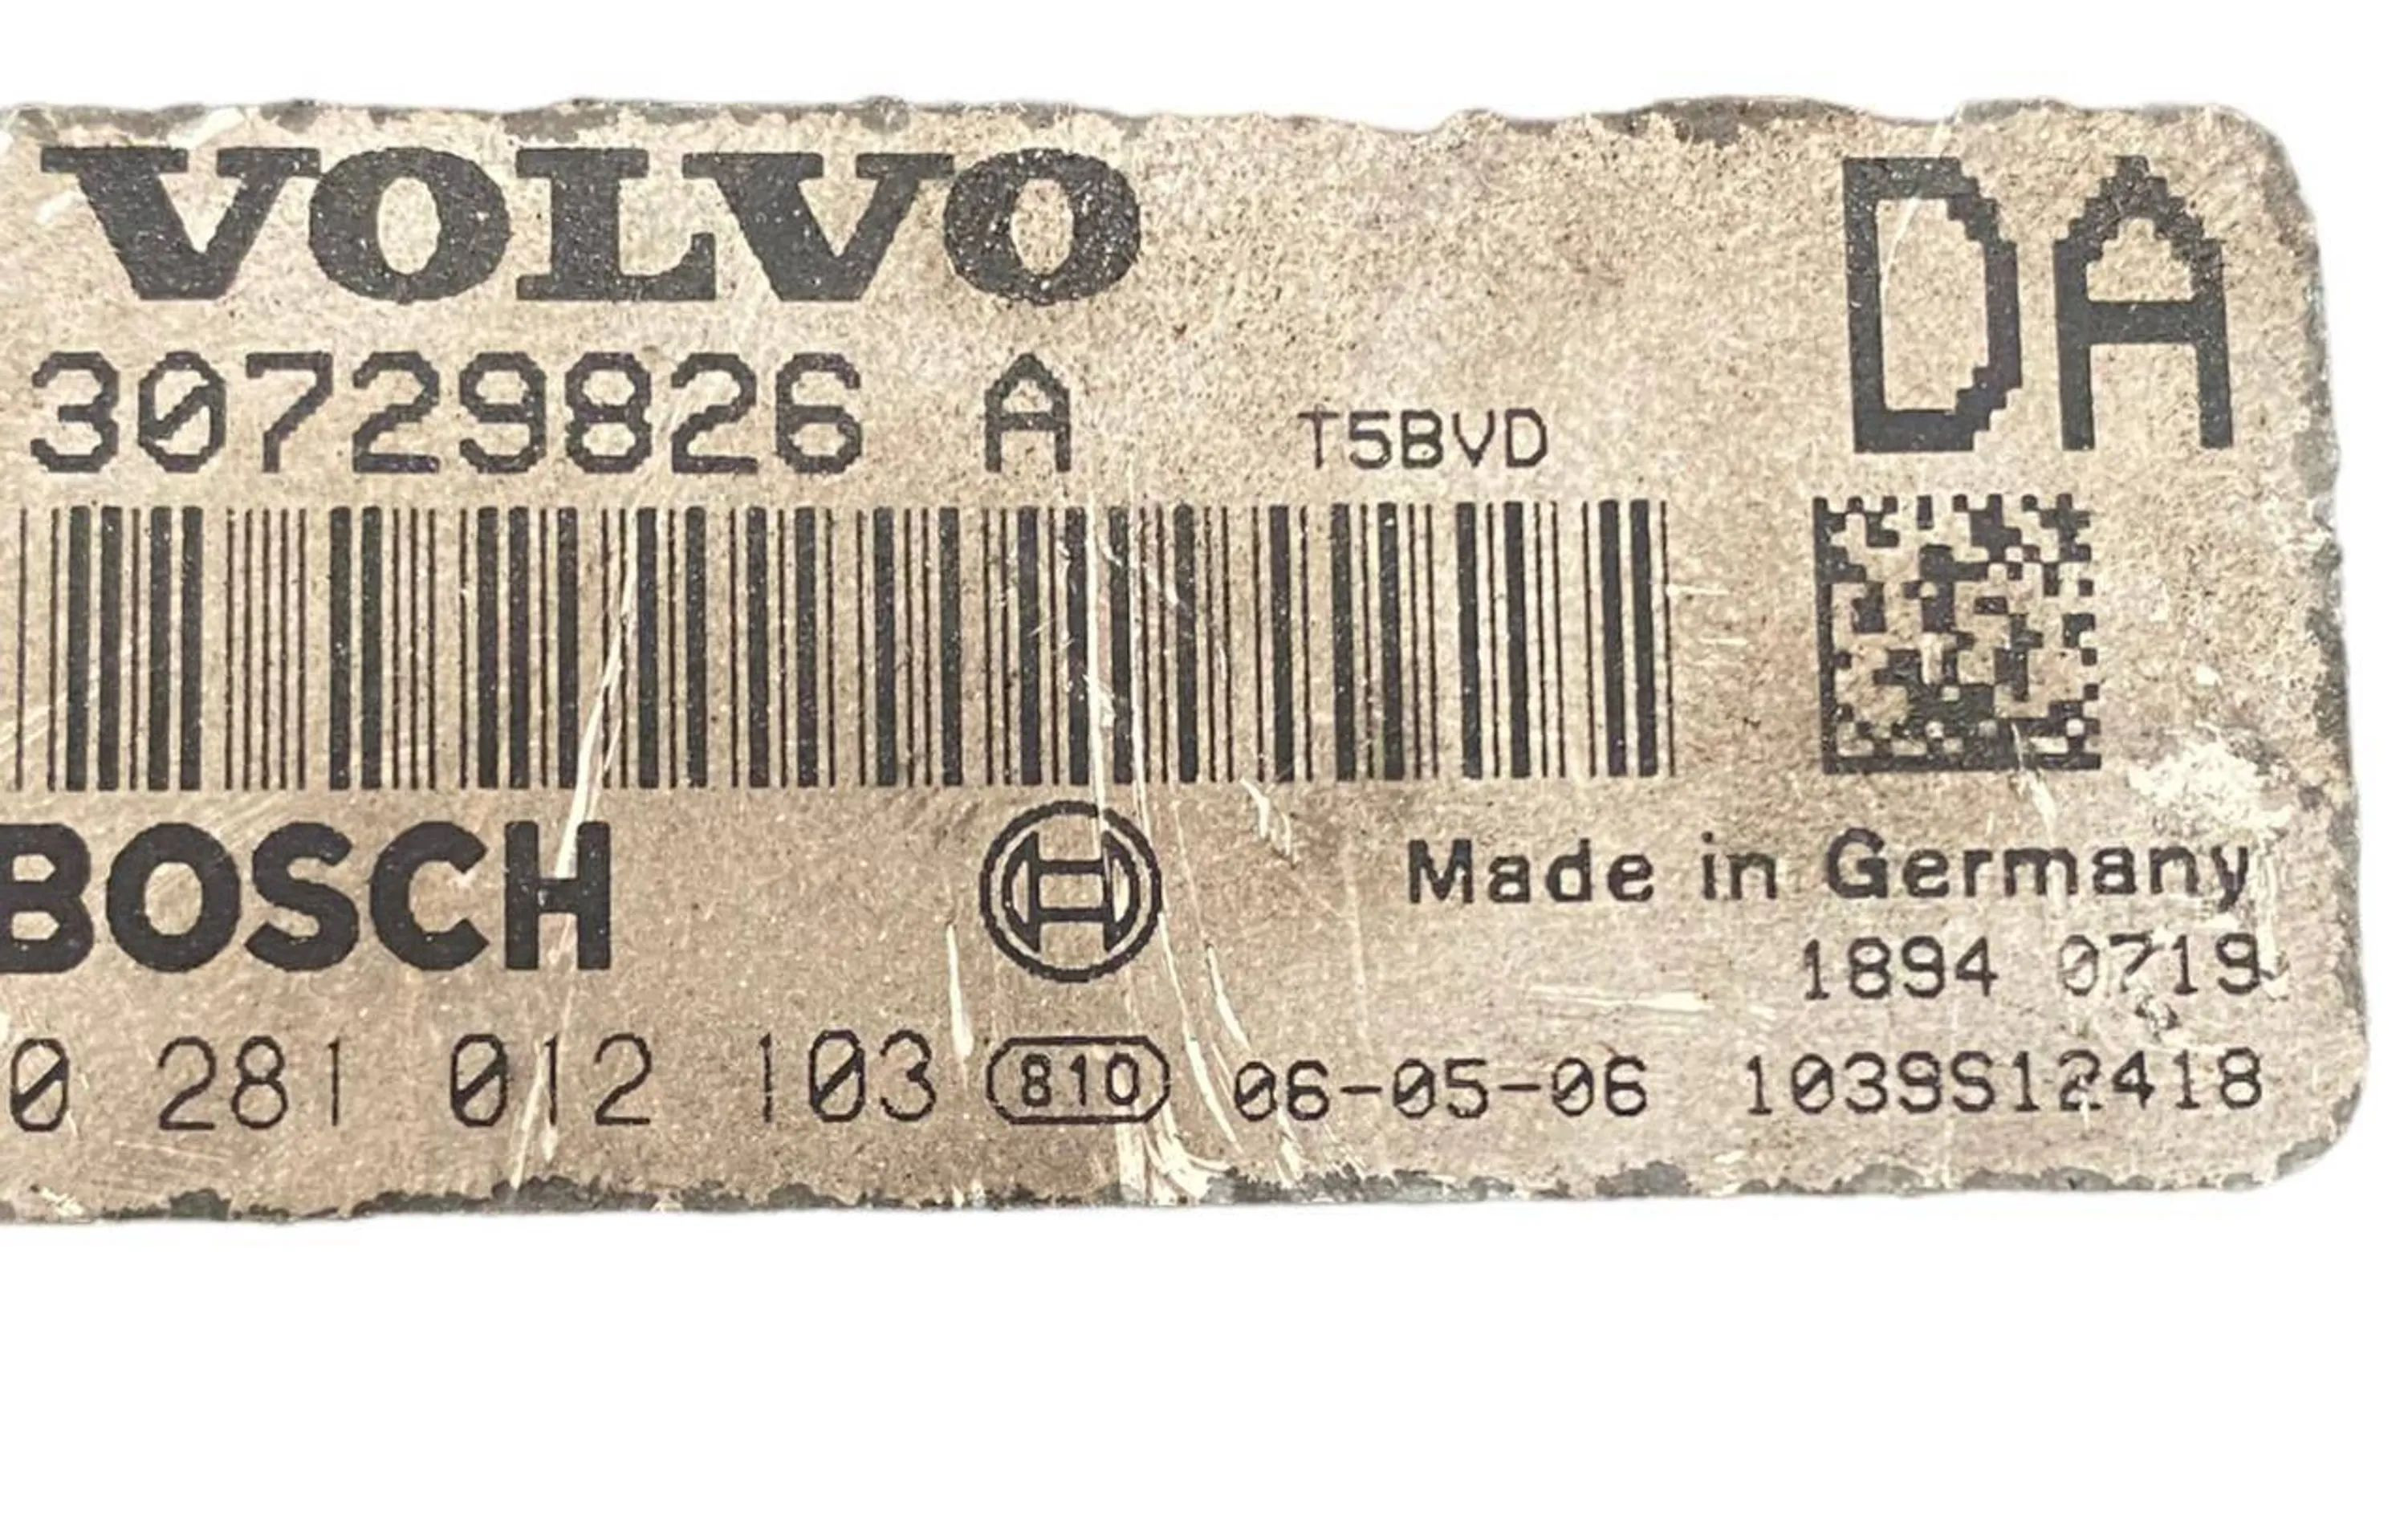 VOLVO DA
30729826 A T5BVD
BOSCH
Made in Germany
1894 0719
0 281 012 103 810 06-05-06 1039S12418